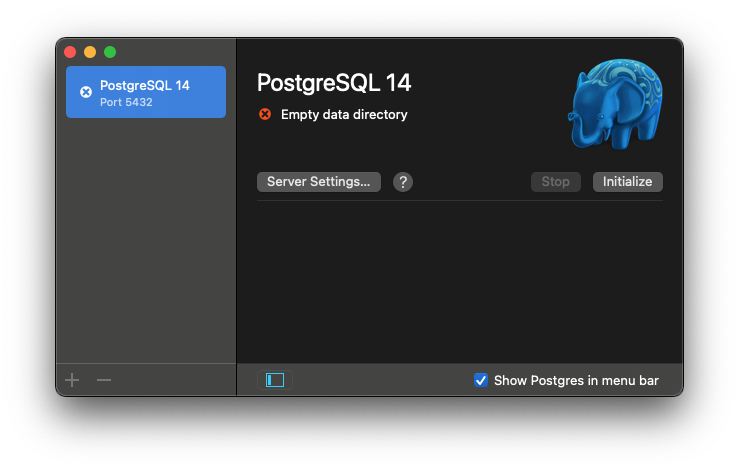 PostgreSQL 14
Port 5432
PostgreSQL 14
Empty data directory
Server Settings...
?
Stop
Initialize
Show Postgres in menu bar